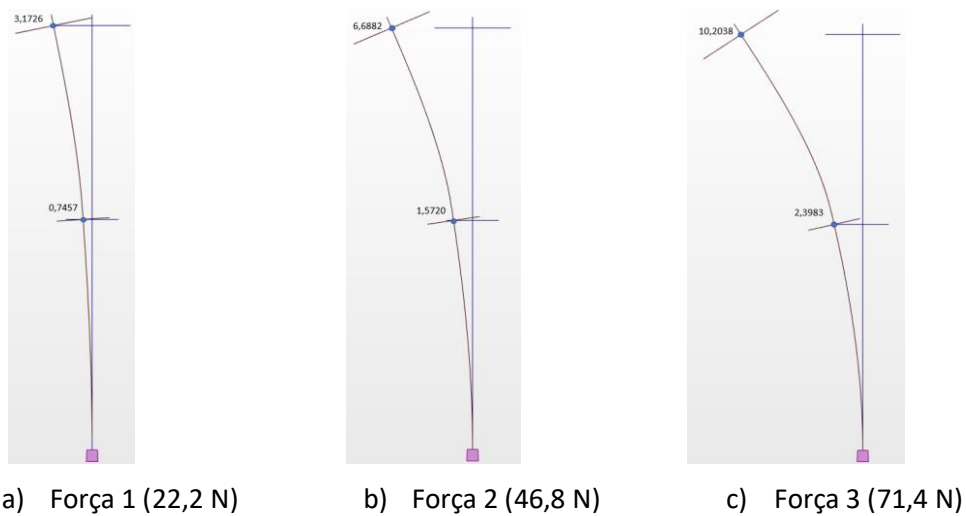 3,1726
6,6882
10,2038
0,7457
1,5720
2,3983
a) Força 1 (22,2 N)
b) Força 2 (46,8 N)
c) Força 3 (71,4 N)